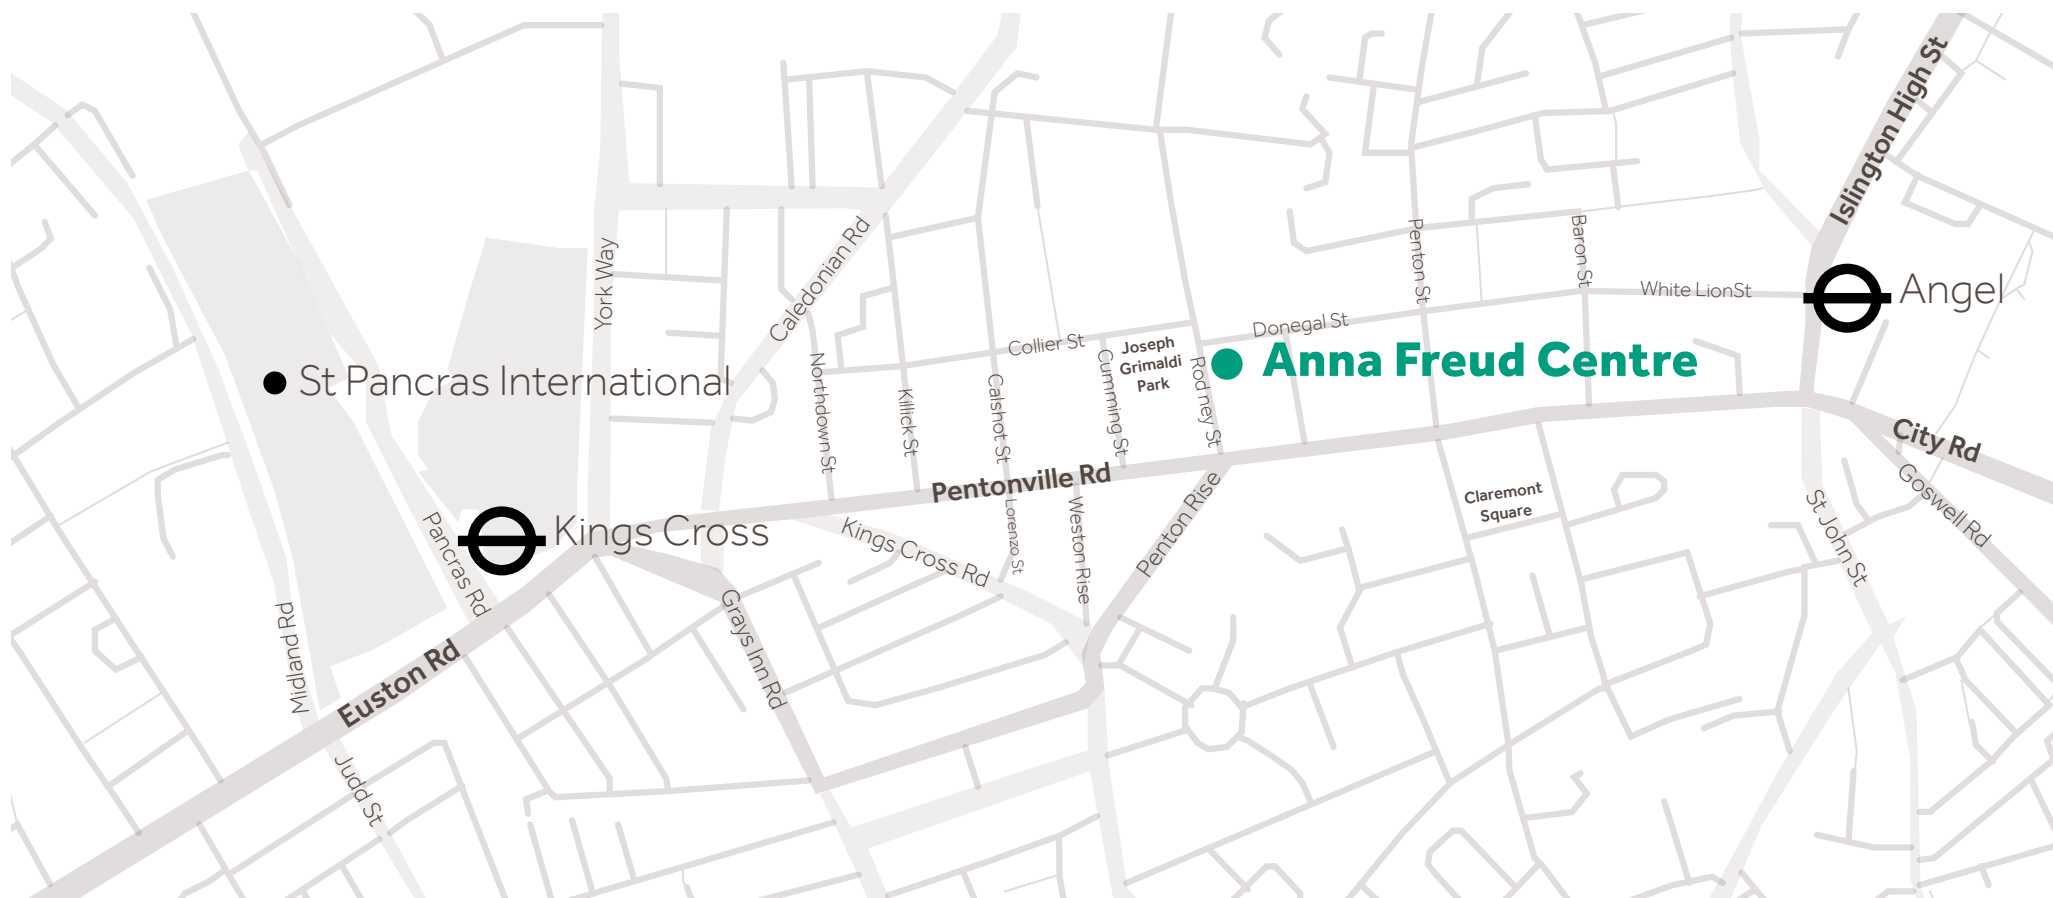 Islington High St
Penton St
Baron St
York Way
Caledonian Rd
White LionSt
Angel
Donegal St
Collier St
Joseph
Grimaldi
Park
Rodney St
Anna Freud Centre
St Pancras International
Northdown St
Killick St
Calshot St
Cumming St
City Rd
Pentonville Rd
Claremont
Square
Goswell Rd
St John St
Penton Rise
Lorenzo St
Weston Rise
Kings Cross Rd
Kings Cross
Pancras Rd
Midland Rd
Euston Rd
Grays Inn Rd
Judd St